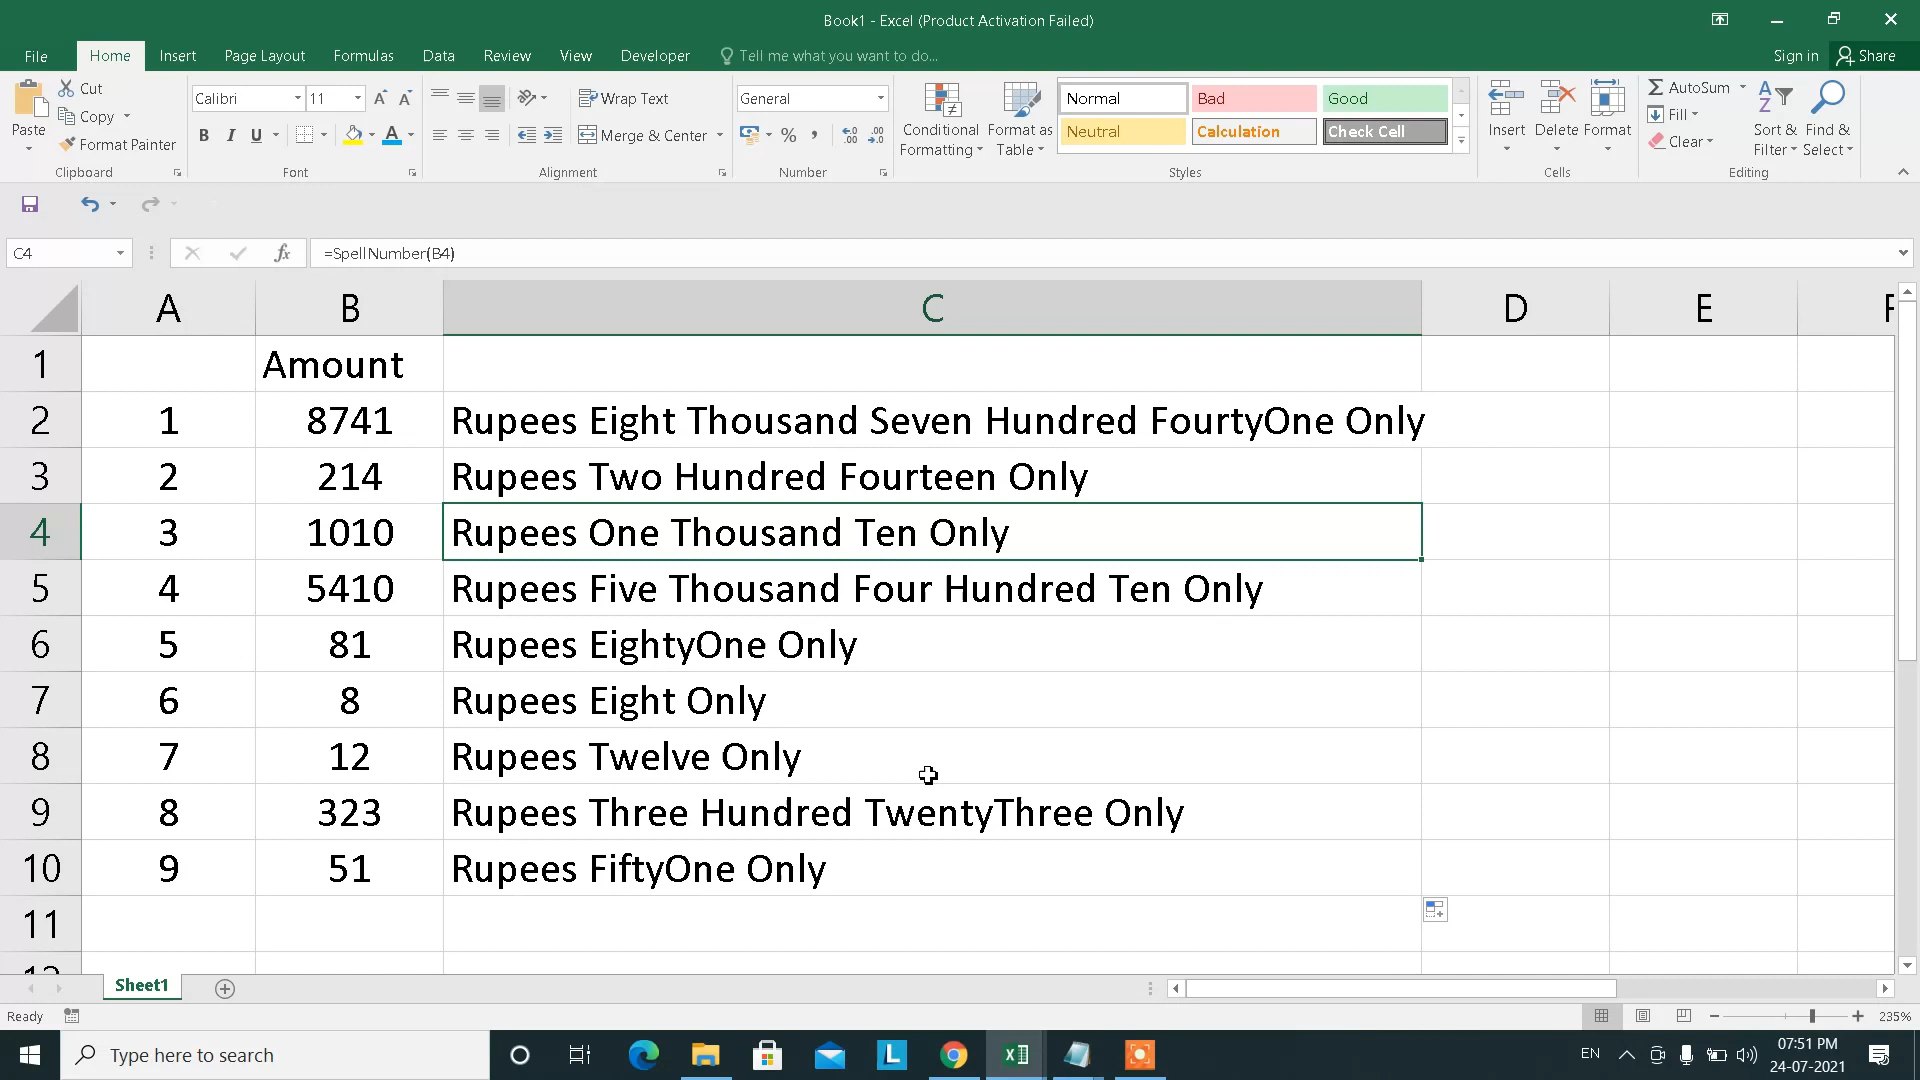 Book1 - Excel (Product Activation Failed)
File Home Insert Page Layout Formulas Data Review View Developer Tell me what you want to do... Sign in Share
Paste
Cut
Copy
Format Painter
Clipboard
Calibri 11
B I U
Font
Wrap Text
Merge & Center
Alignment
General
%
Number
Conditional Formatting
Format as Table
Normal Bad Good
Neutral Calculation Check Cell
Styles
Insert Delete Format
Cells
AutoSum
Fill
Clear
Sort & Filter
Find & Select
Editing
C4 fx =SpellNumber(B4)
A B C D E F
1 Amount
2 1 8741 Rupees Eight Thousand Seven Hundred FourtyOne Only
3 2 214 Rupees Two Hundred Fourteen Only
4 3 1010 Rupees One Thousand Ten Only
5 4 5410 Rupees Five Thousand Four Hundred Ten Only
6 5 81 Rupees EightyOne Only
7 6 8 Rupees Eight Only
8 7 12 Rupees Twelve Only
9 8 323 Rupees Three Hundred TwentyThree Only
10 9 51 Rupees FiftyOne Only
11
12
Sheet1
Ready 235%
Type here to search
L
EN
07:51 PM
24-07-2021